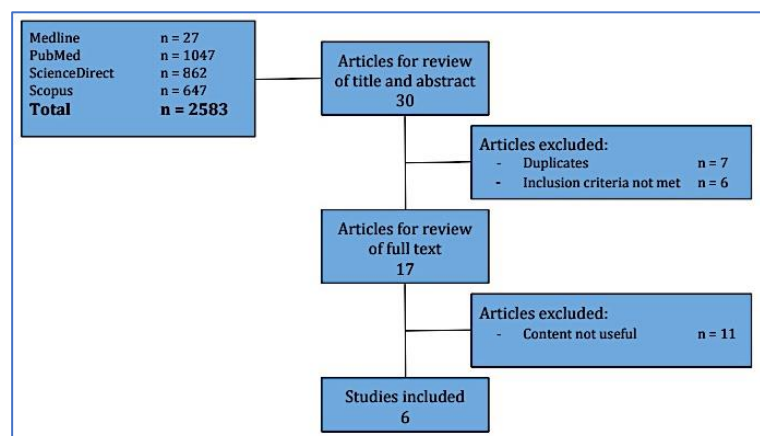 Medline n = 27
PubMed n = 1047
ScienceDirect n = 862
Scopus n = 647
Total n = 2583
Articles for review
of title and abstract
30
Articles excluded:
- Duplicates n = 7
- Inclusion criteria not met n = 6
Articles for review
of full text
17
Articles excluded:
- Content not useful n = 11
Studies included
6